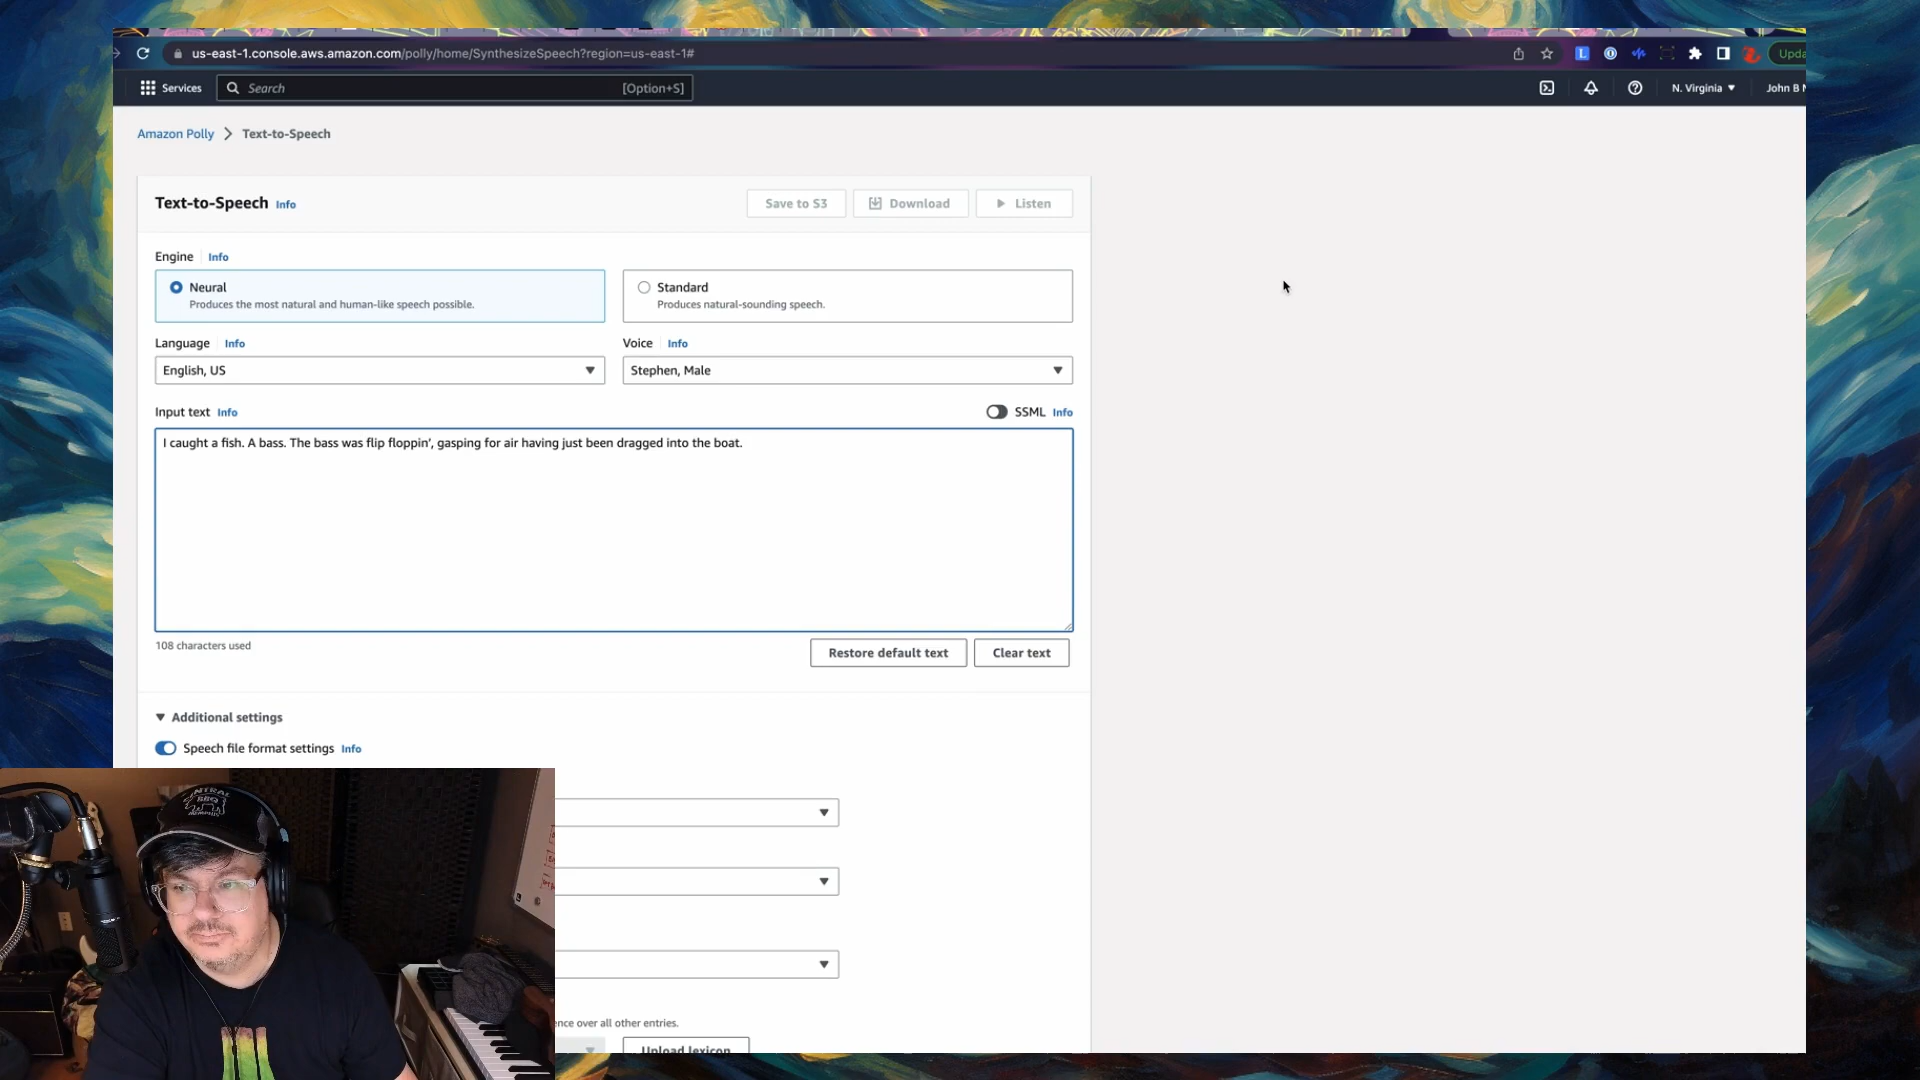 us-east-1.console.aws.amazon.com/polly/home/SynthesizeSpeech?region=us-east-1#
Services
Search
[Option+S]
N. Virginia
John B
Amazon Polly
Text-to-Speech
Text-to-Speech Info
Save to S3
Download
Listen
Engine Info
Neural
Produces the most natural and human-like speech possible.
Standard
Produces natural-sounding speech.
Language Info
Voice Info
English, US
Stephen, Male
Input text Info
SSML Info
I caught a fish. A bass. The bass was flip floppin', gasping for air having just been dragged into the boat.
108 characters used
Restore default text
Clear text
Additional settings
Speech file format settings Info
over all other entries.
Upload lexicon
CENTRAL
BBQ
MEMPHIS